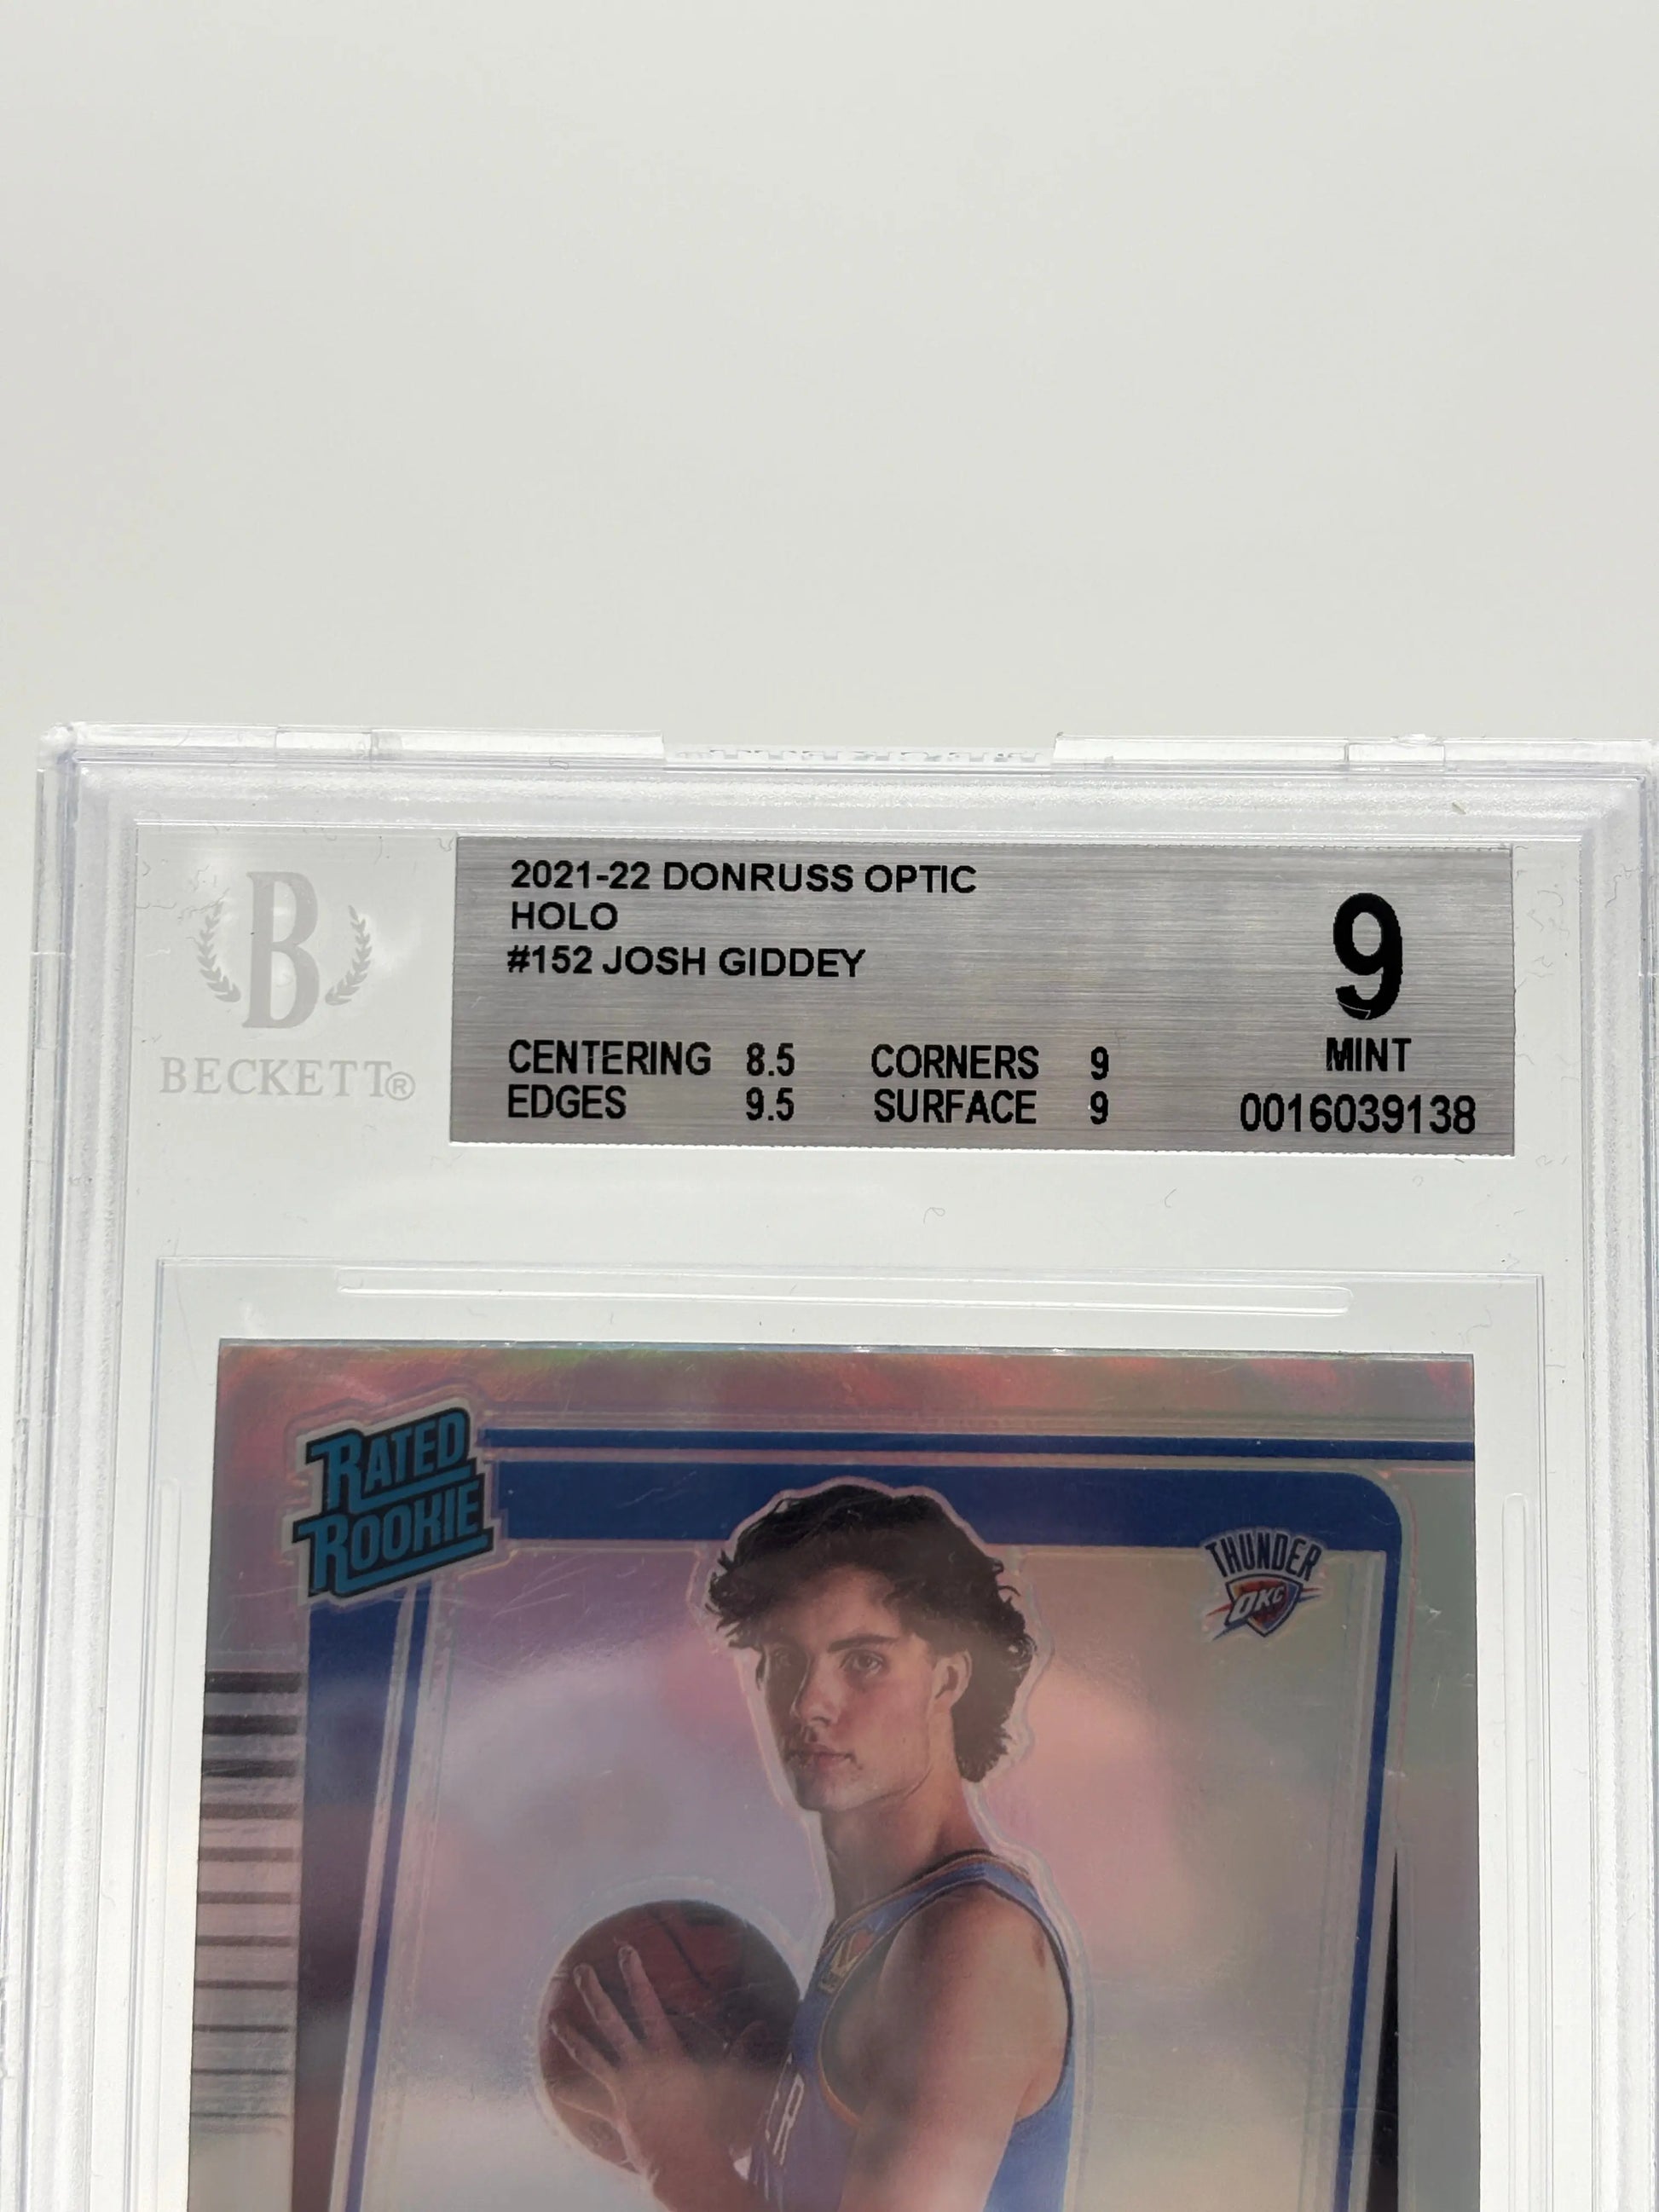 B
BECKETT®
2021-22 DONRUSS OPTIC
HOLO
#152 JOSH GIDDEY
CENTERING 8.5 CORNERS 9
EDGES 9.5 SURFACE 9
9
MINT
0016039138
RATED
ROOKIE
THUNDER
OKC